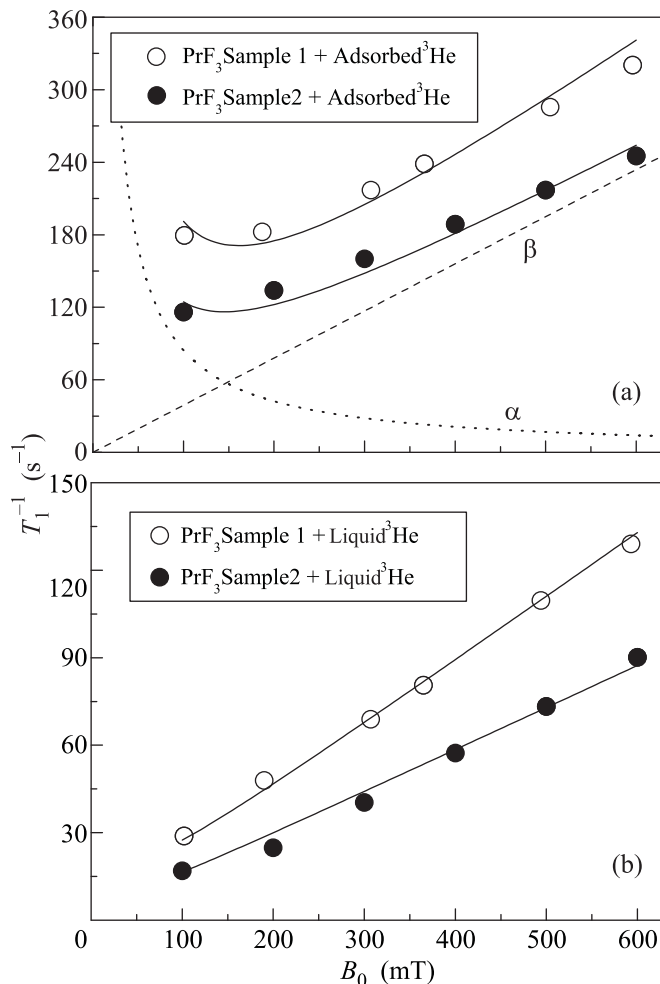 360
300
240
180
120
60
0
PrF₃Sample 1 + Adsorbed³He
PrF₃Sample2 + Adsorbed³He
β
α
(a)
T₁⁻¹ (s⁻¹)
150
120
90
60
30
0
PrF₃Sample 1 + Liquid³He
PrF₃Sample2 + Liquid³He
(b)
100 200 300 400 500 600
B₀ (mT)